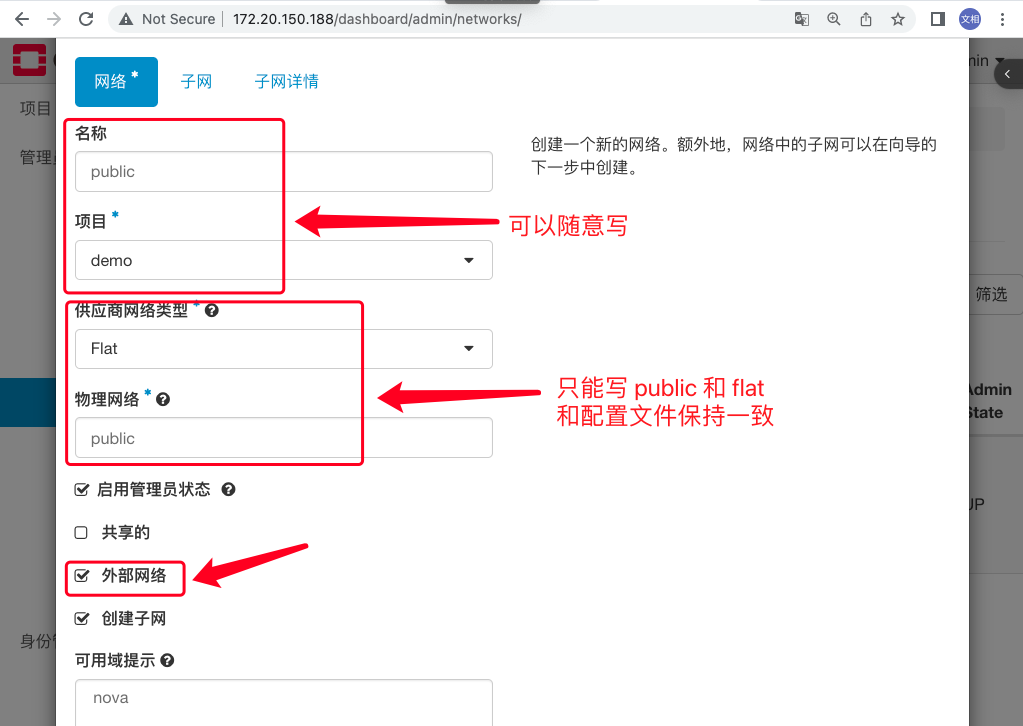 Not Secure 172.20.150.188/dashboard/admin/networks/
文相
网络 *
子网
子网详情
项目
管理
名称
public
创建一个新的网络。额外地，网络中的子网可以在向导的
下一步中创建。
项目 *
可以随意写
demo
供应商网络类型 *
筛选
Flat
只能写 public 和 flat
和配置文件保持一致
Admin
State
物理网络 *
public
启用管理员状态
UP
共享的
外部网络
创建子网
身份
可用域提示
nova